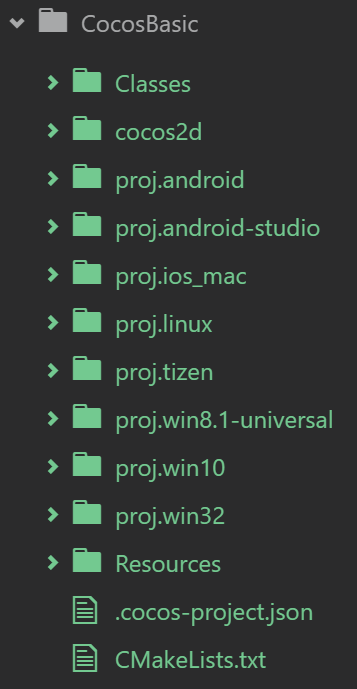 CocosBasic
Classes
cocos2d
proj.android
proj.android-studio
proj.ios_mac
proj.linux
proj.tizen
proj.win8.1-universal
proj.win10
proj.win32
Resources
.cocos-project.json
CMakeLists.txt